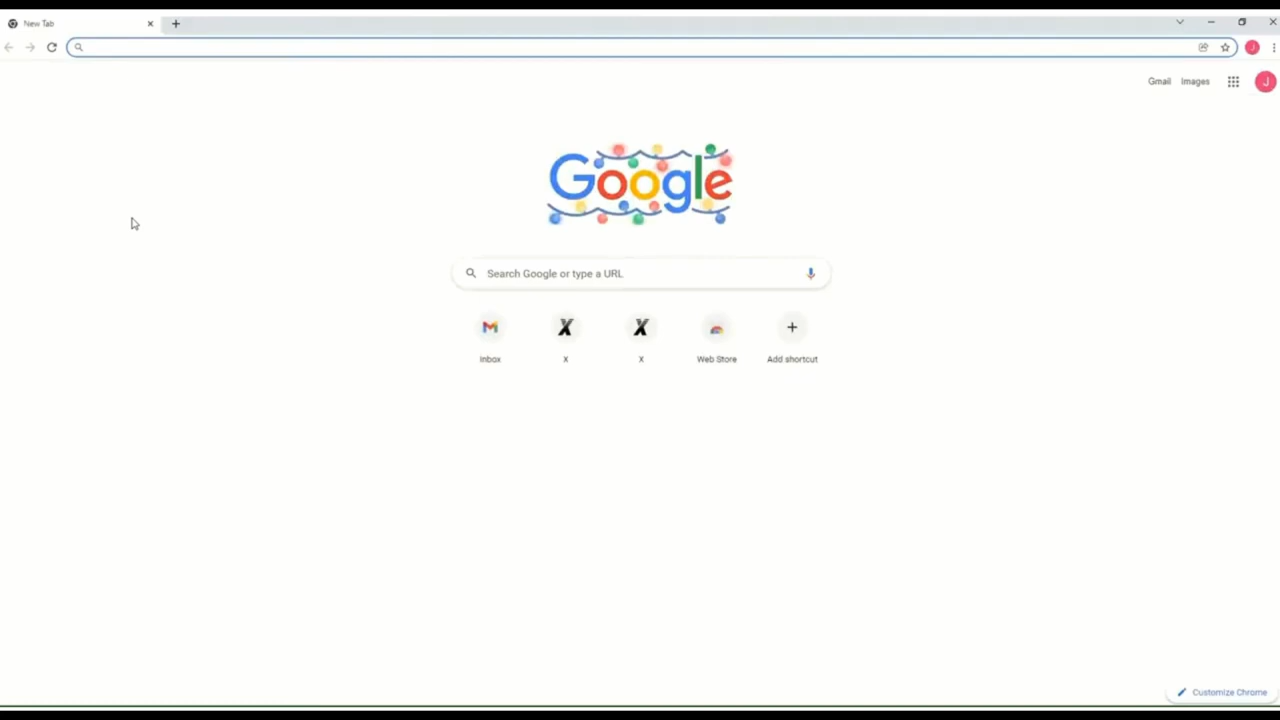 New Tab
Gmail Images
J
Google
Search Google or type a URL
Inbox
X
X
Web Store
Add shortcut
Customize Chrome